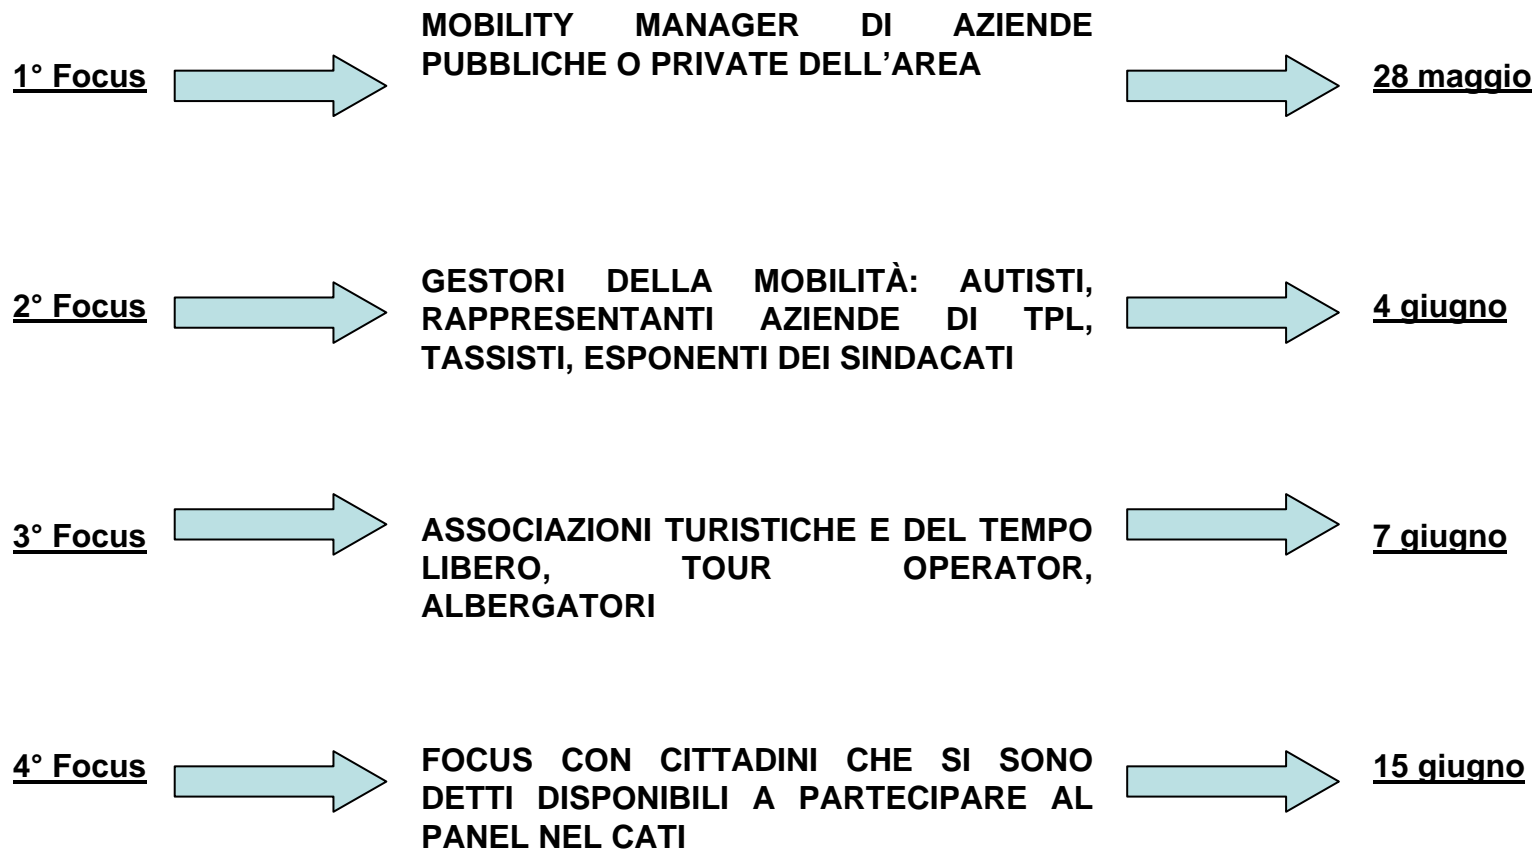 MOBILITY MANAGER DI AZIENDE
PUBBLICHE O PRIVATE DELL’AREA
1° Focus
28 maggio
GESTORI DELLA MOBILITÀ: AUTISTI,
RAPPRESENTANTI AZIENDE DI TPL,
TASSISTI, ESPONENTI DEI SINDACATI
2° Focus
4 giugno
ASSOCIAZIONI TURISTICHE E DEL TEMPO
LIBERO, TOUR OPERATOR,
ALBERGATORI
3° Focus
7 giugno
FOCUS CON CITTADINI CHE SI SONO
DETTI DISPONIBILI A PARTECIPARE AL
PANEL NEL CATI
4° Focus
15 giugno